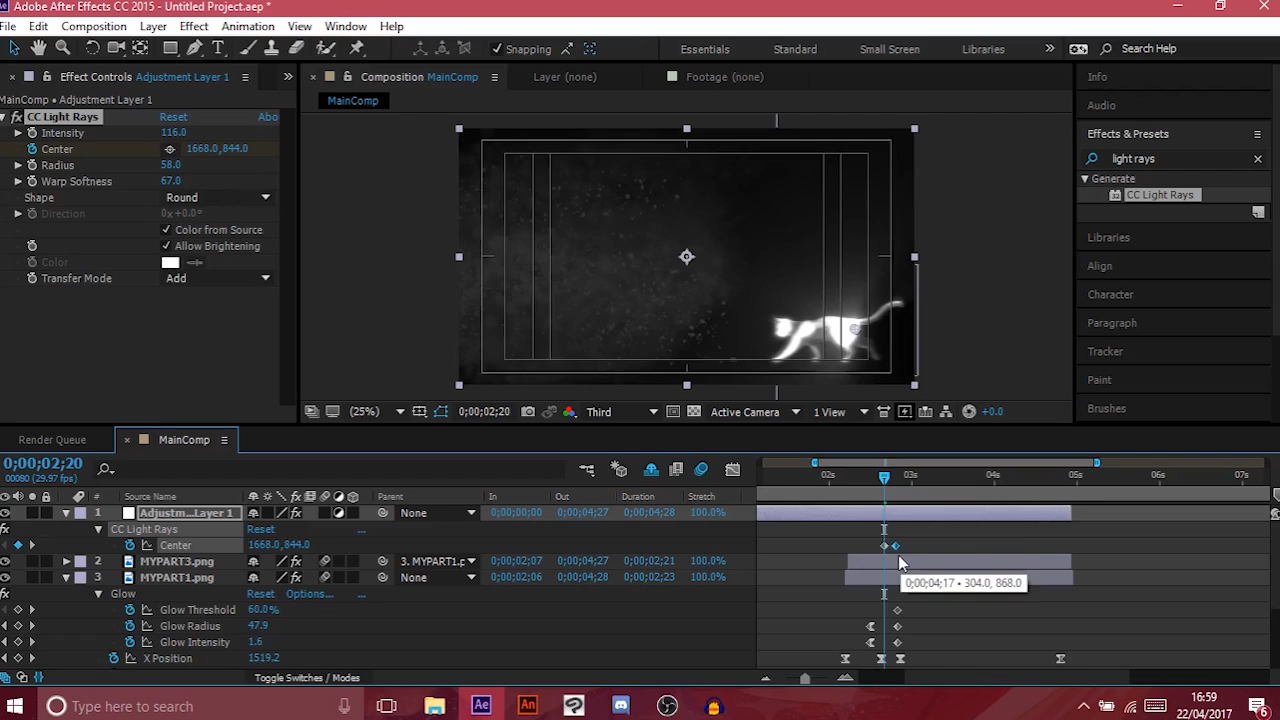 Adobe After Effects CC 2015 - Untitled Project.aep *
File Edit Composition Layer Effect Animation View Window Help
Snapping Essentials Standard Small Screen Libraries Search Help
Effect Controls Adjustment Layer 1
Composition MainComp
Layer (none)
Footage (none)
Info
MainComp • Adjustment Layer 1
MainComp
Audio
fx CC Light Rays Reset Abo
Intensity 116.0
Center 1668.0,844.0
Radius 58.0
Warp Softness 67.0
Shape Round
Direction 0x+0.0°
Color from Source
Allow Brightening
Color
Transfer Mode Add
Effects & Presets
light rays
Generate
32 CC Light Rays
Libraries
Align
Character
Paragraph
Tracker
Paint
Brushes
(25%) 0;00;02;20 Third Active Camera 1 View +0.0
Render Queue MainComp
0;00;02;20
00080 (29.97 fps)
02s 03s 04s 05s 06s 07s
# Source Name Parent In Out Duration Stretch
1 Adjustm...Layer 1 None 0;00;00;00 0;00;04;27 0;00;04;28 100.0%
CC Light Rays Reset ...
Center 1668.0,844.0
2 MYPART3.png 3. MYPART1.p 0;00;02;07 0;00;04;27 0;00;02;21 100.0%
3 MYPART1.png None 0;00;02;06 0;00;04;28 0;00;02;23 100.0%
0;00;04;17 • 304.0, 868.0
Glow Reset Options... ...
Glow Threshold 60.0%
Glow Radius 47.9
Glow Intensity 1.6
X Position 1519.2
Toggle Switches / Modes
Type here to search
Ae An
16:59
22/04/2017
6